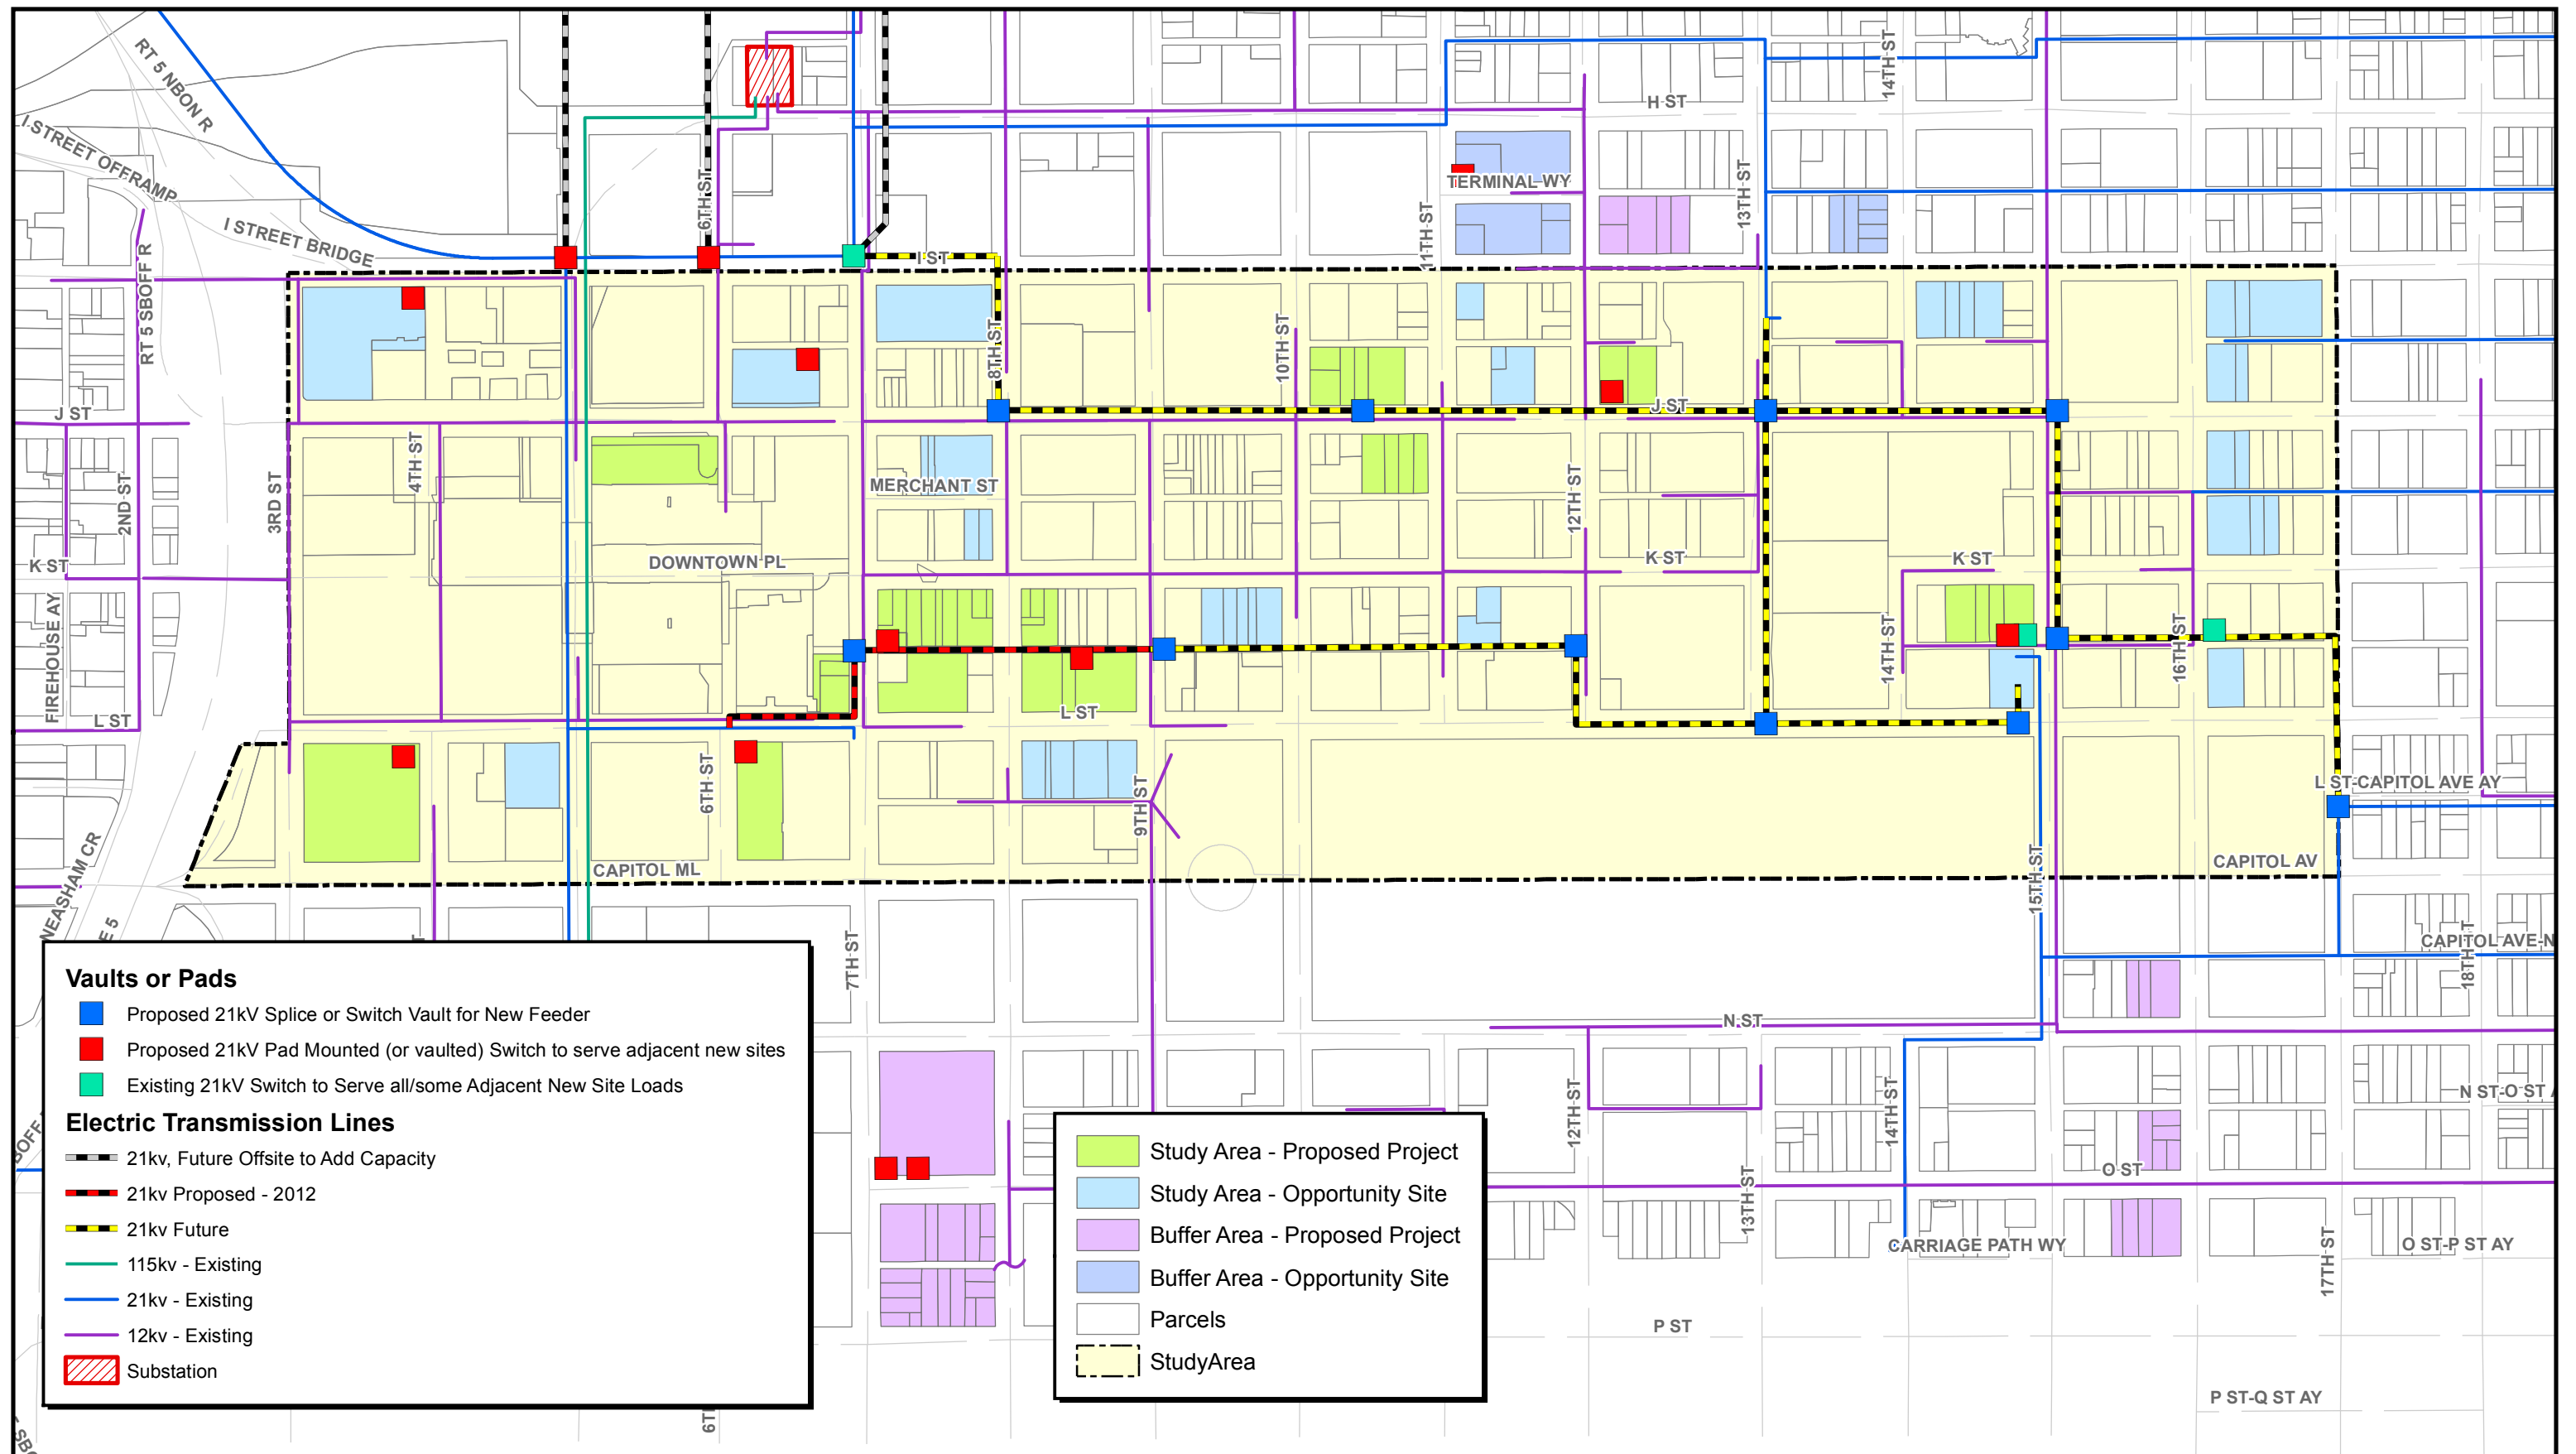 14TH ST
RT 5 NBON R
H ST
I STREET OFFRAMP
TERMINAL WY
13TH ST
6TH ST
11TH ST
I STREET BRIDGE
I ST
RT 5 SBOFF R
8TH ST
10TH ST
J ST
J ST
4TH ST
MERCHANT ST
12TH ST
2ND ST
3RD ST
K ST
DOWNTOWN PL
K ST
K ST
FIREHOUSE AY
14TH ST
16TH ST
L ST
L ST
6TH ST
9TH ST
L ST-CAPITOL AVE AY
CAPITOL ML
CAPITOL AV
NEASHAM CR
15TH ST
E 5
7TH ST
CAPITOL AVE-N
18TH T
N ST
12TH ST
14TH ST
N ST-O ST
O ST
13TH ST
CARRIAGE PATH WY
17TH ST
O ST-P ST AY
P ST
P ST-Q ST AY
BOFF
Vaults or Pads
Proposed 21kV Splice or Switch Vault for New Feeder
Proposed 21kV Pad Mounted (or vaulted) Switch to serve adjacent new sites
Existing 21kV Switch to Serve all/some Adjacent New Site Loads
Electric Transmission Lines
21kv, Future Offsite to Add Capacity
21kv Proposed - 2012
21kv Future
115kv - Existing
21kv - Existing
12kv - Existing
Substation
Study Area - Proposed Project
Study Area - Opportunity Site
Buffer Area - Proposed Project
Buffer Area - Opportunity Site
Parcels
StudyArea